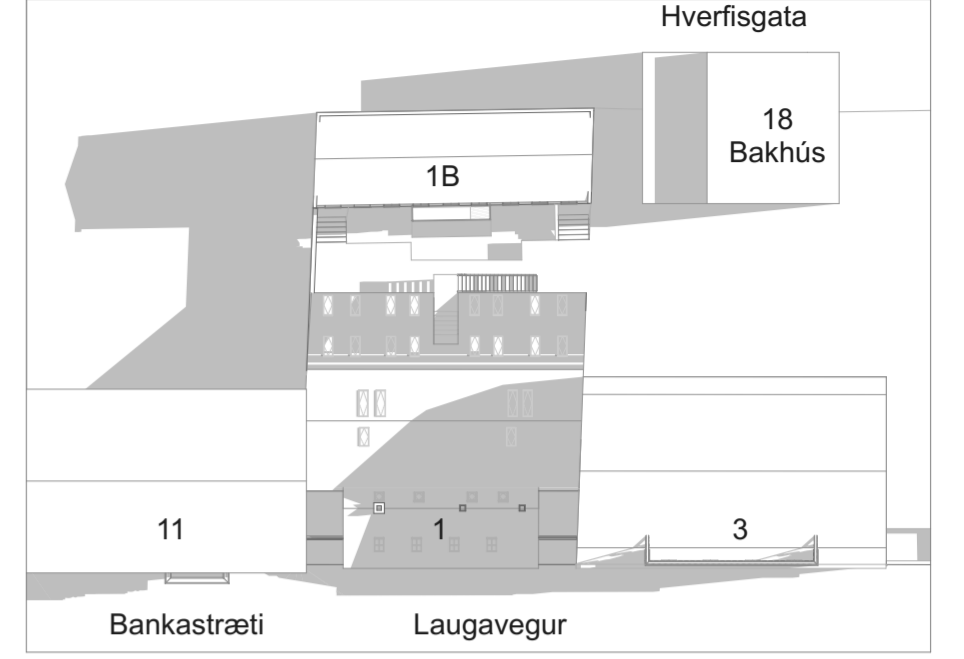 Hverfisgata
18
Bakhús
1B
11
1
3
Bankastræti
Laugavegur